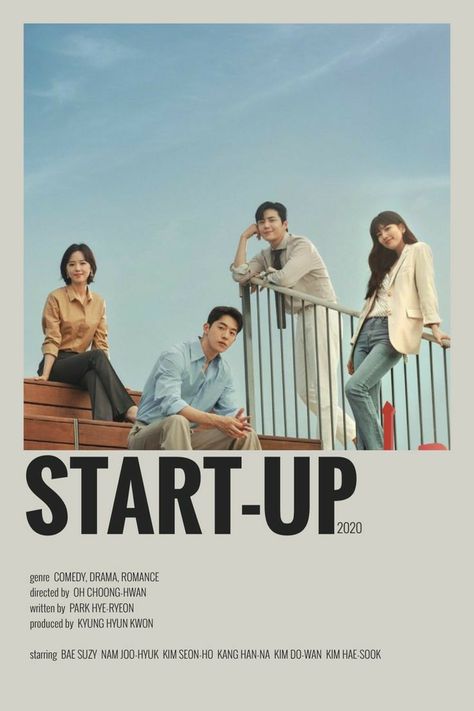 START-UP 2020
genre COMEDY, DRAMA, ROMANCE
directed by OH CHOONG-HWAN
written by PARK HYE-RYEON
produced by KYUNG HYUN KWON
starring BAE SUZY NAM JOO-HYUK KIM SEON-HO KANG HAN-NA KIM DO-WAN KIM HAE-SOOK